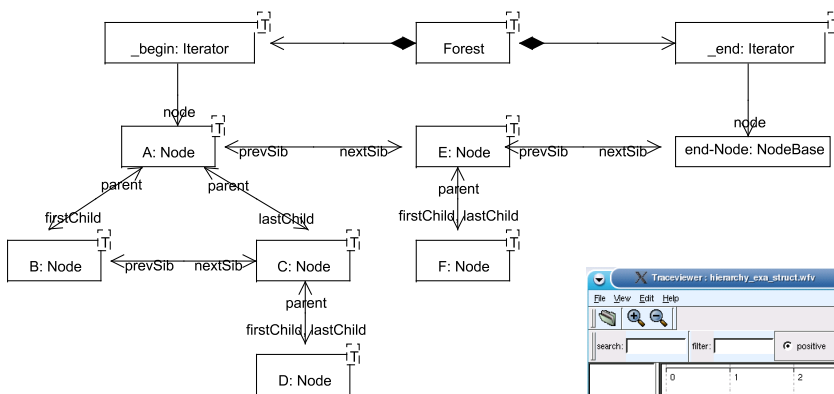 T
T
_begin: Iterator
Forest
_end: Iterator
node
node
T
T
A: Node
prevSib
nextSib
E: Node
prevSib
nextSib
end-Node: NodeBase
parent
parent
parent
firstChild
lastChild
firstChild
lastChild
T
T
T
B: Node
prevSib
nextSib
C: Node
F: Node
parent
firstChild
lastChild
T
D: Node
Traceviewer : hierarchy_exa_struct.wfv
File View Edit Help
search:
filter:
positive
0
1
2